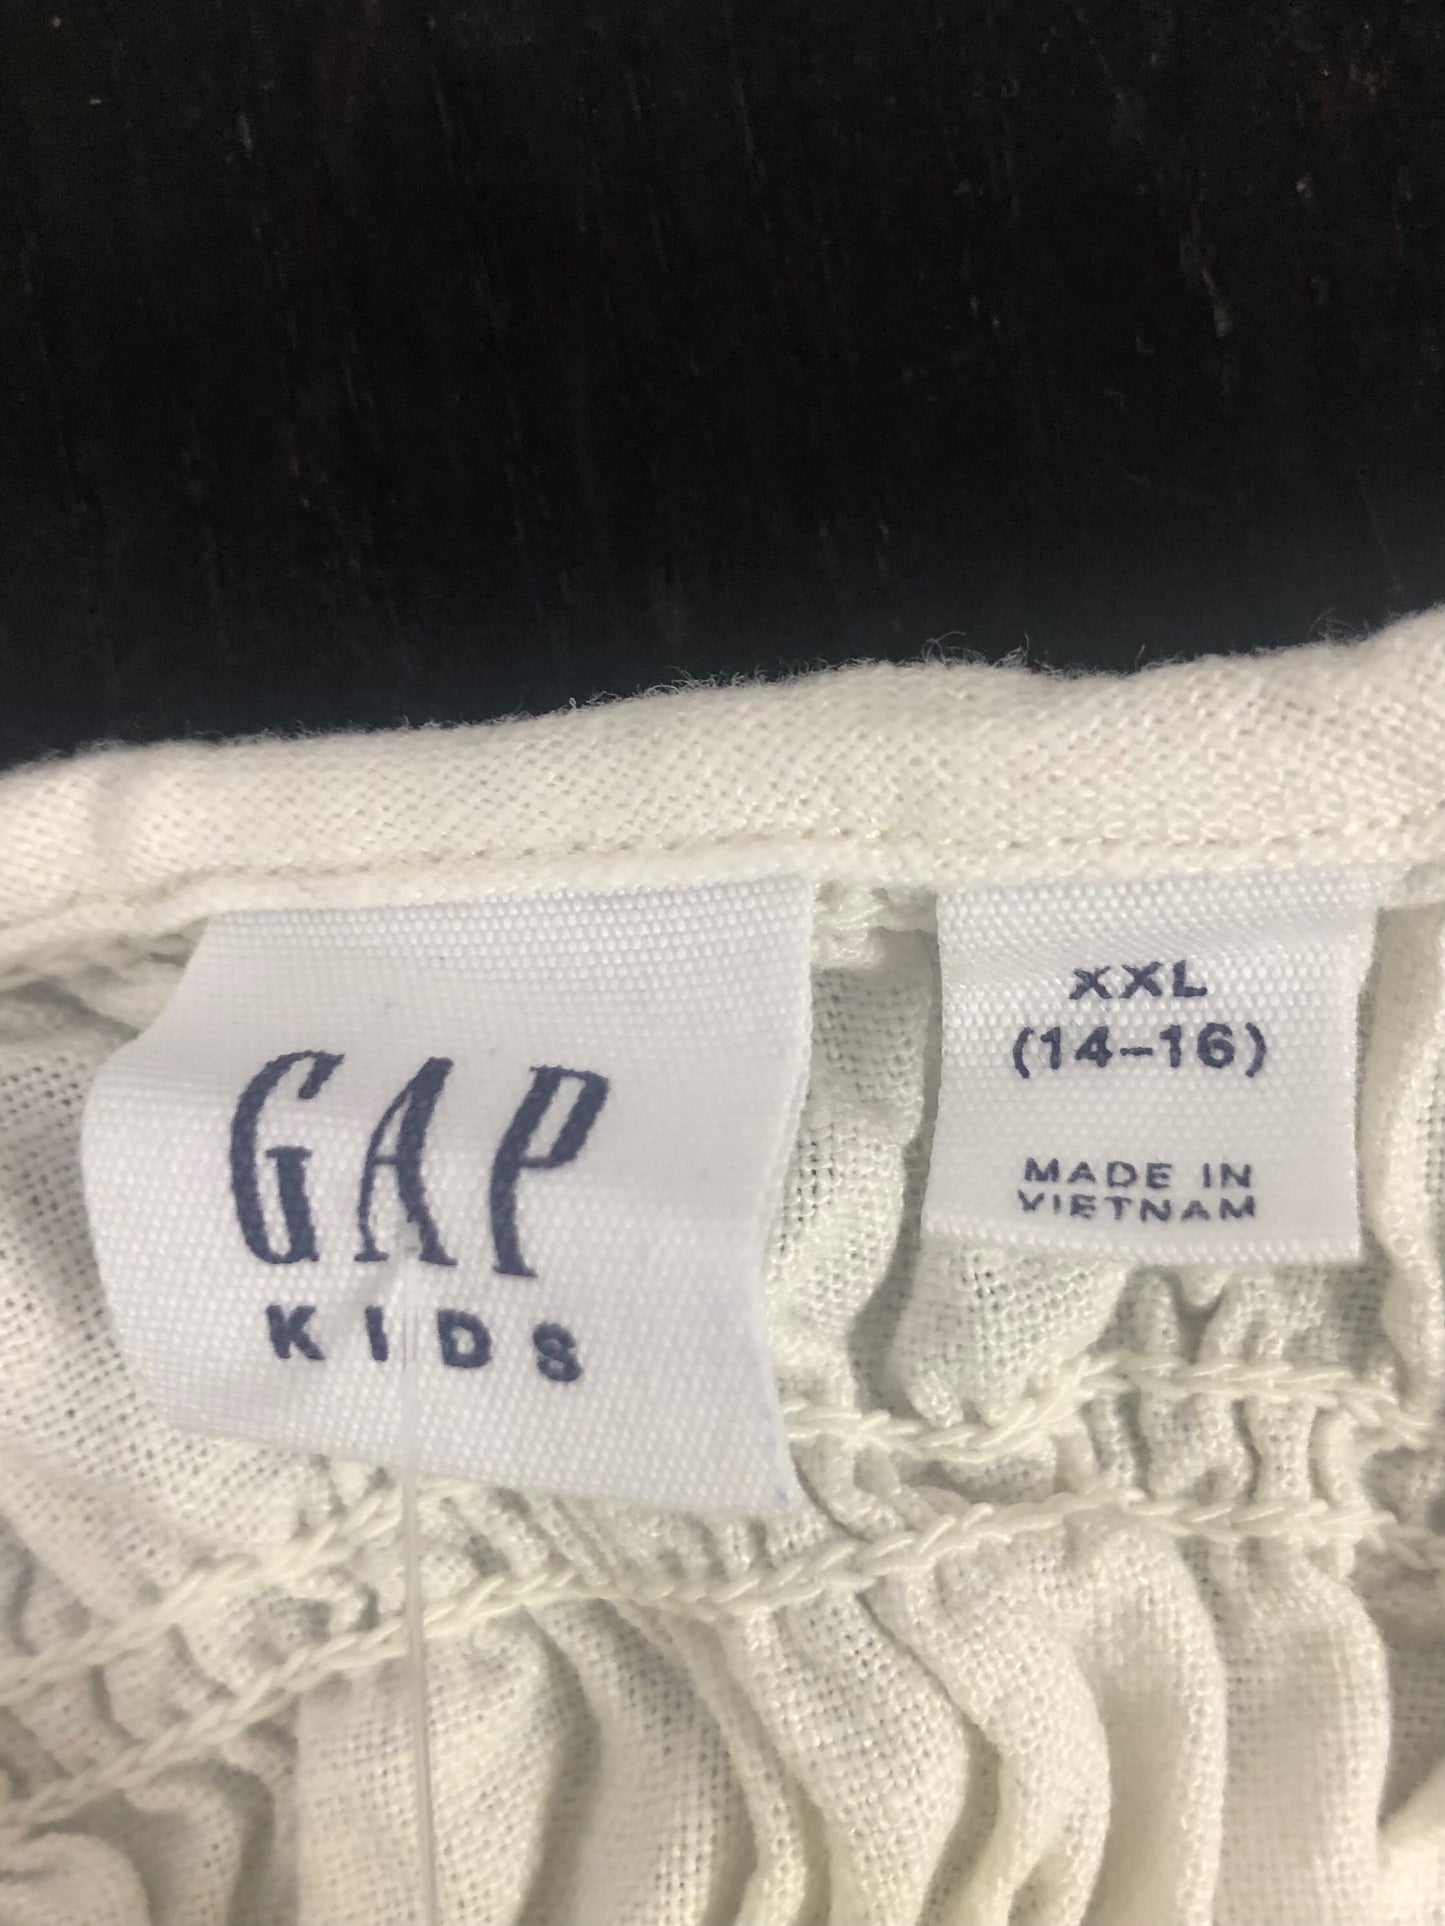 GAP
KIDS
XXL
(14-16)
MADE IN
VIETNAM